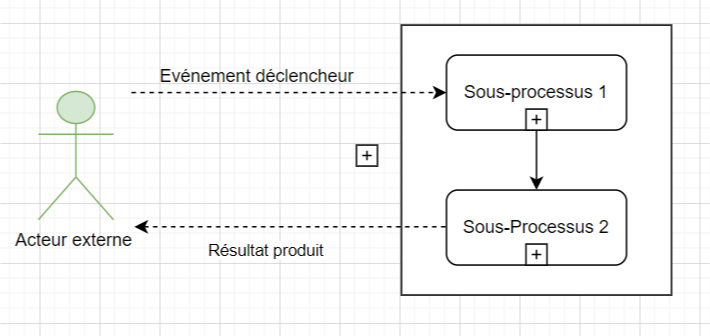 Evénement déclencheur
Sous-processus 1
+
+
Acteur externe
Sous-Processus 2
+
Résultat produit